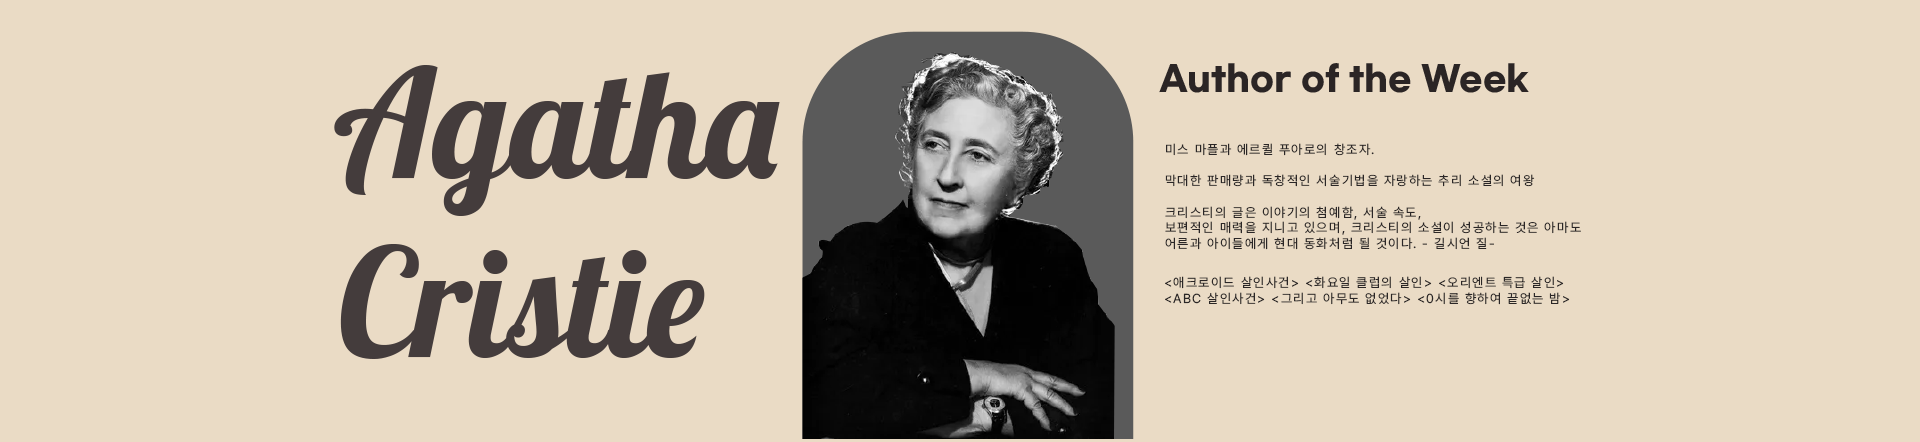 Agatha
Cristie
Author of the Week
미스 마플과 에르퀼 푸아로의 창조자.
막대한 판매량과 독창적인 서술기법을 자랑하는 추리 소설의 여왕
크리스티의 글은 이야기의 첨예함, 서술 속도,
보편적인 매력을 지니고 있으며, 크리스티의 소설이 성공하는 것은 아마도
어른과 아이들에게 현대 동화처럼 될 것이다. - 길시언 질-
<애크로이드 살인사건> <화요일 클럽의 살인> <오리엔트 특급 살인>
<ABC 살인사건> <그리고 아무도 없었다> <0시를 향하여 끝없는 밤>